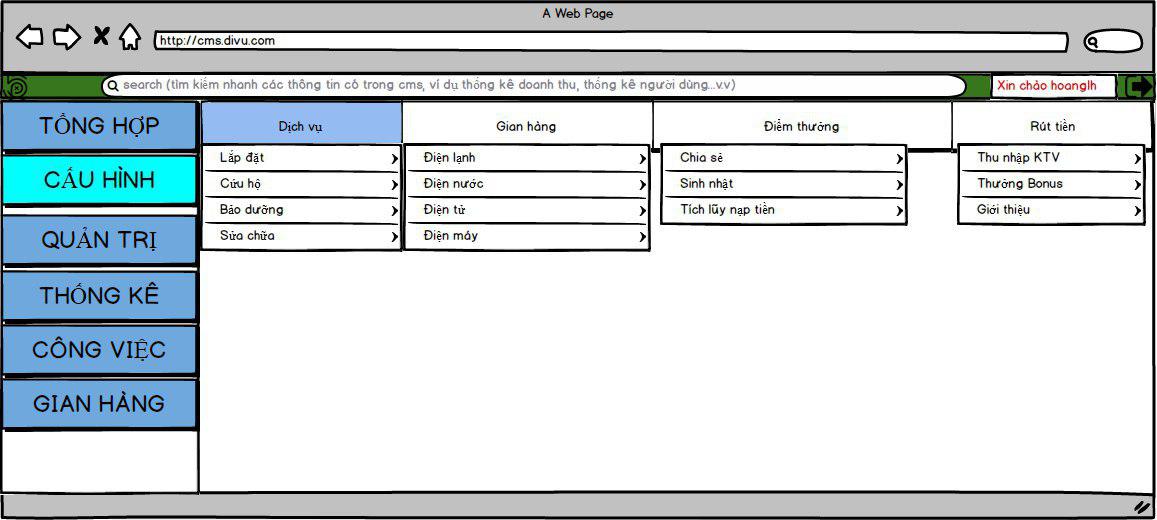 A Web Page
http://cms.divu.com
search (tìm kiếm nhanh các thông tin có trong cms, ví dụ thống kê doanh thu, thống kê người dùng...v.v)
Xin chào hoanglh
TỔNG HỢP
CẤU HÌNH
QUẢN TRỊ
THỐNG KÊ
CÔNG VIỆC
GIAN HÀNG
Dịch vụ
Lắp đặt
Cứu hộ
Bảo dưỡng
Sửa chữa
Gian hàng
Điện lạnh
Điện nước
Điện tử
Điện máy
Điểm thưởng
Chia sẻ
Sinh nhật
Tích lũy nạp tiền
Rút tiền
Thu nhập KTV
Thưởng Bonus
Giới thiệu